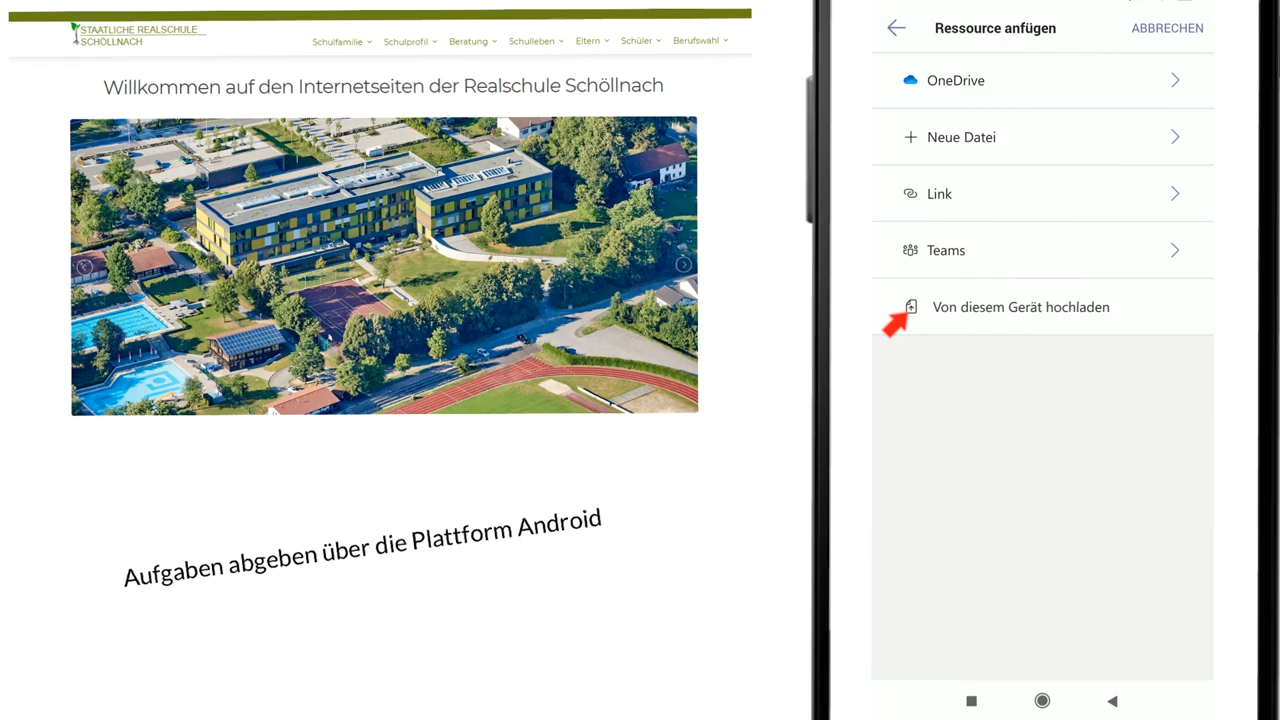 STAATLICHE REALSCHULE
SCHÖLLNACH
Schulfamilie Schulprofil Beratung Schulleben Eltern Schüler Berufswahl
Willkommen auf den Internetseiten der Realschule Schöllnach
Aufgaben abgeben über die Plattform Android
Ressource anfügen ABBRECHEN
OneDrive
Neue Datei
Link
Teams
Von diesem Gerät hochladen